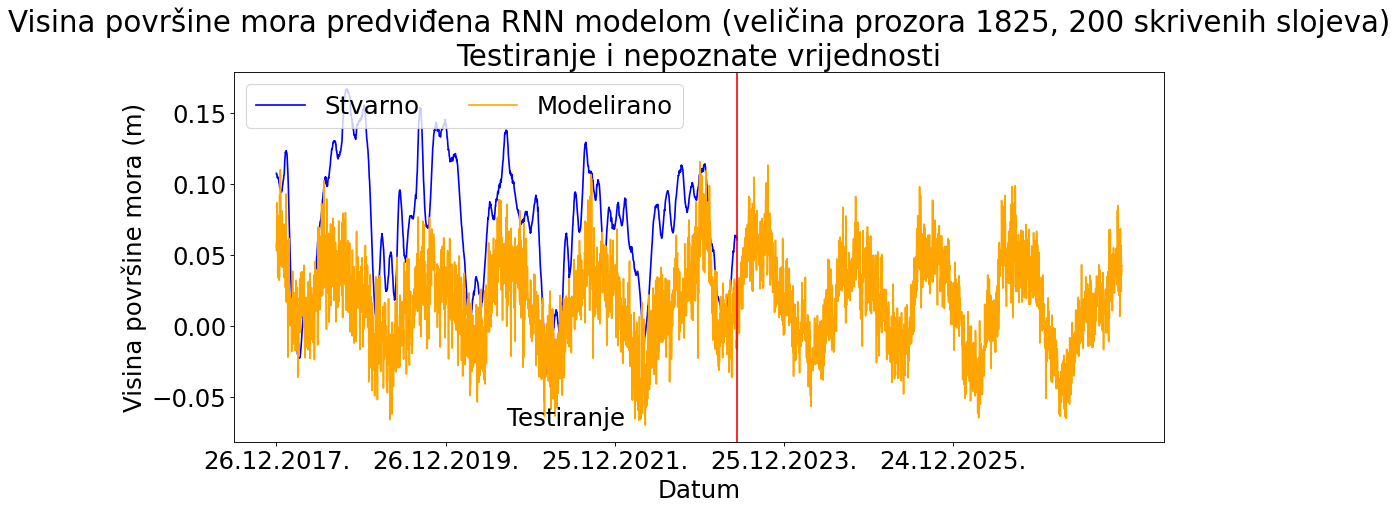 Visina površine mora predviđena RNN modelom (veličina prozora 1825, 200 skrivenih slojeva)
Testiranje i nepoznate vrijednosti
Stvarno
Modelirano
Visina površine mora (m)
0.15
0.10
0.05
0.00
−0.05
Testiranje
26.12.2017.
26.12.2019.
25.12.2021.
25.12.2023.
24.12.2025.
Datum